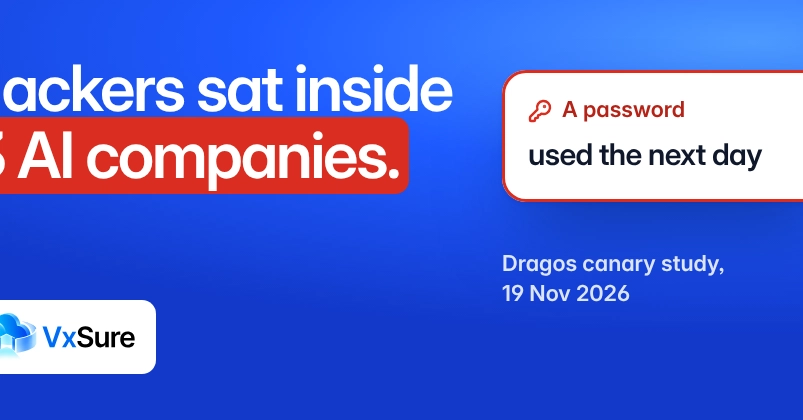 ackers sat inside
AI companies.
A password
used the next day
Dragos canary study,
19 Nov 2026
VxSure